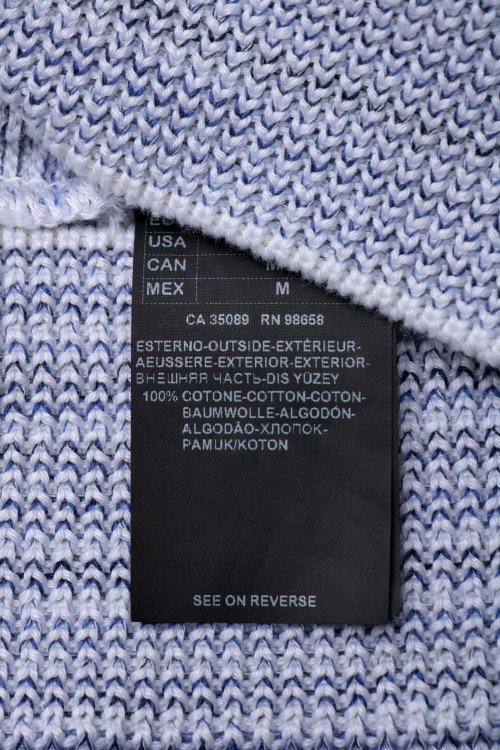 USA
CAN
MEX M
CA 35089 RN 98658
ESTERNO-OUTSIDE-EXTÉRIEUR-
AEUSSERE-EXTERIOR-EXTERIOR-
ВНЕШНЯЯ ЧАСТЬ-DIS YÜZEY
100% COTONE-COTTON-COTON-
BAUMWOLLE-ALGODÓN-
ALGODÃO-ХЛОПОК-
PAMUK/KOTON
SEE ON REVERSE